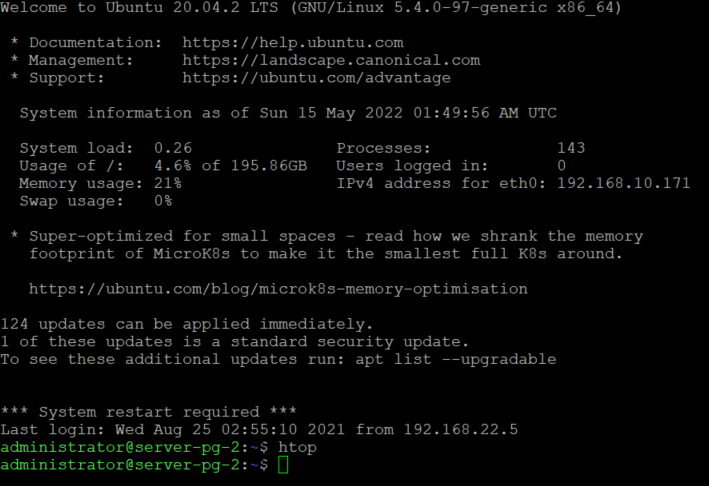 Welcome to Ubuntu 20.04.2 LTS (GNU/Linux 5.4.0-97-generic x86_64)
* Documentation: https://help.ubuntu.com
* Management: https://landscape.canonical.com
* Support: https://ubuntu.com/advantage
System information as of Sun 15 May 2022 01:49:56 AM UTC
System load: 0.26 Processes: 143
Usage of /: 4.6% of 195.86GB Users logged in: 0
Memory usage: 21% IPv4 address for eth0: 192.168.10.171
Swap usage: 0%
* Super-optimized for small spaces - read how we shrank the memory
footprint of MicroK8s to make it the smallest full K8s around.
https://ubuntu.com/blog/microk8s-memory-optimisation
124 updates can be applied immediately.
1 of these updates is a standard security update.
To see these additional updates run: apt list --upgradable
*** System restart required ***
Last login: Wed Aug 25 02:55:10 2021 from 192.168.22.5
administrator@server-pg-2:~$ htop
administrator@server-pg-2:~$